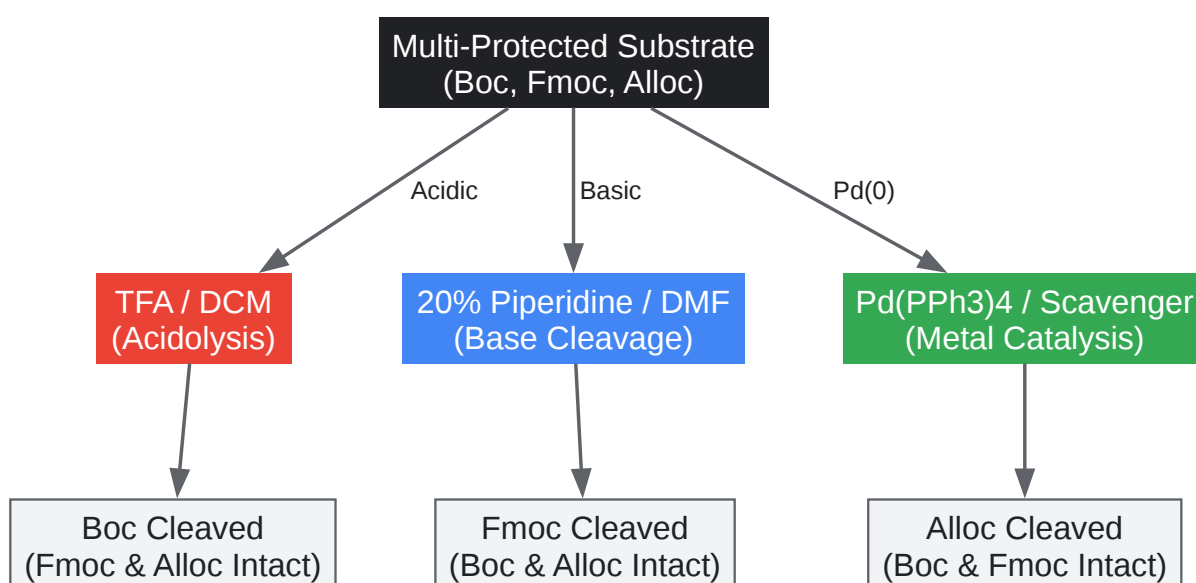 Multi-Protected Substrate
(Boc, Fmoc, Alloc)
Acidic
Basic
Pd(0)
TFA / DCM
(Acidolysis)
20% Piperidine / DMF
(Base Cleavage)
Pd(PPh3)4 / Scavenger
(Metal Catalysis)
Boc Cleaved
(Fmoc & Alloc Intact)
Fmoc Cleaved
(Boc & Alloc Intact)
Alloc Cleaved
(Boc & Fmoc Intact)